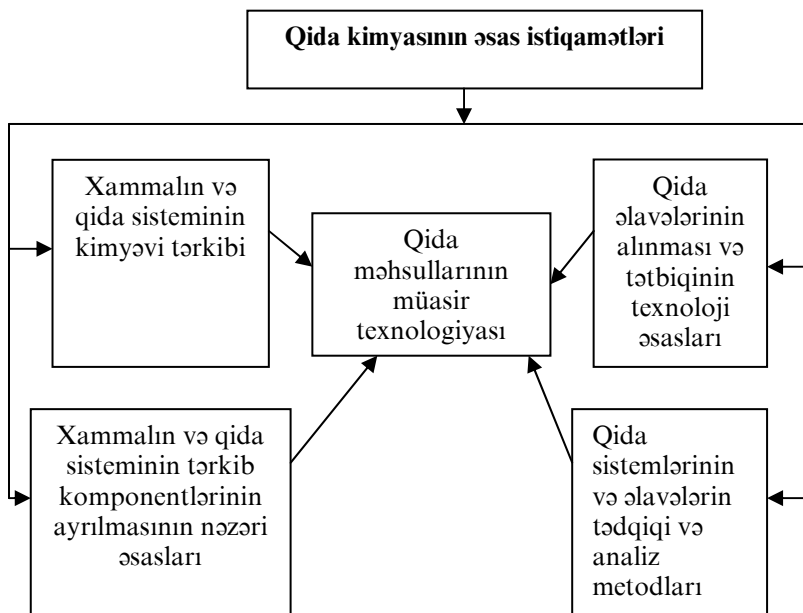 Qida kimyasının əsas istiqamətləri
Xammalın və
qida sisteminin
kimyəvi tərkibi
Qida
məhsullarının
müasir
texnologiyası
Qida
əlavələrinin
alınması və
tətbiqinin
texnoloji
əsasları
Xammalın və qida
sisteminin tərkib
komponentlərinin
ayrılmasının nəzəri
əsasları
Qida
sistemlərinin
və əlavələrin
tədqiqi və
analiz
metodları